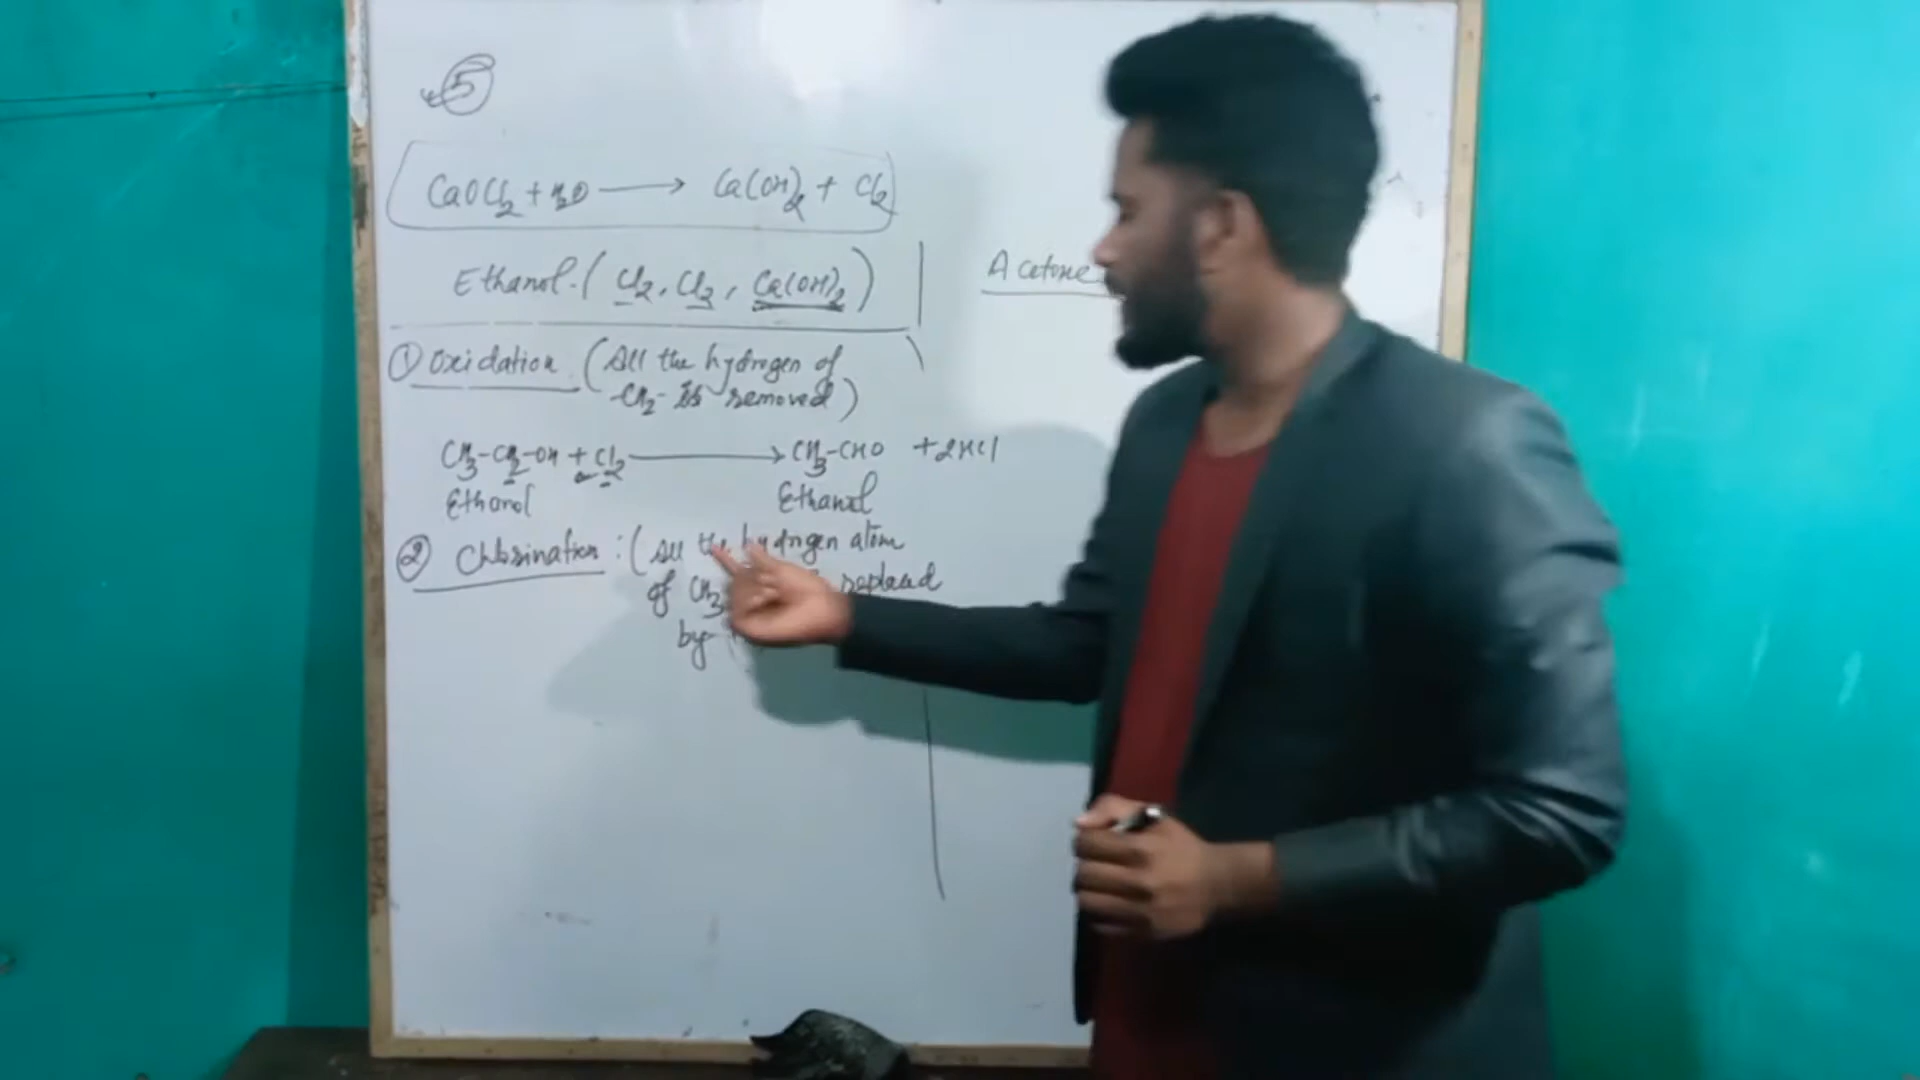 5
CaOCl2 + H2O ⟶ Ca(OH)2 + Cl2
Ethanol. ( Cl2, Cl2, Ca(OH)2 )
Acetone
① Oxidation (All the hydrogen of
-CH2- is removed)
CH3-CH2-OH + Cl2 ⟶ CH3-CHO + 2HCl
Ethanol Ethanal
② Chlorination : (All the hydrogen atom
of CH3 replaced
by